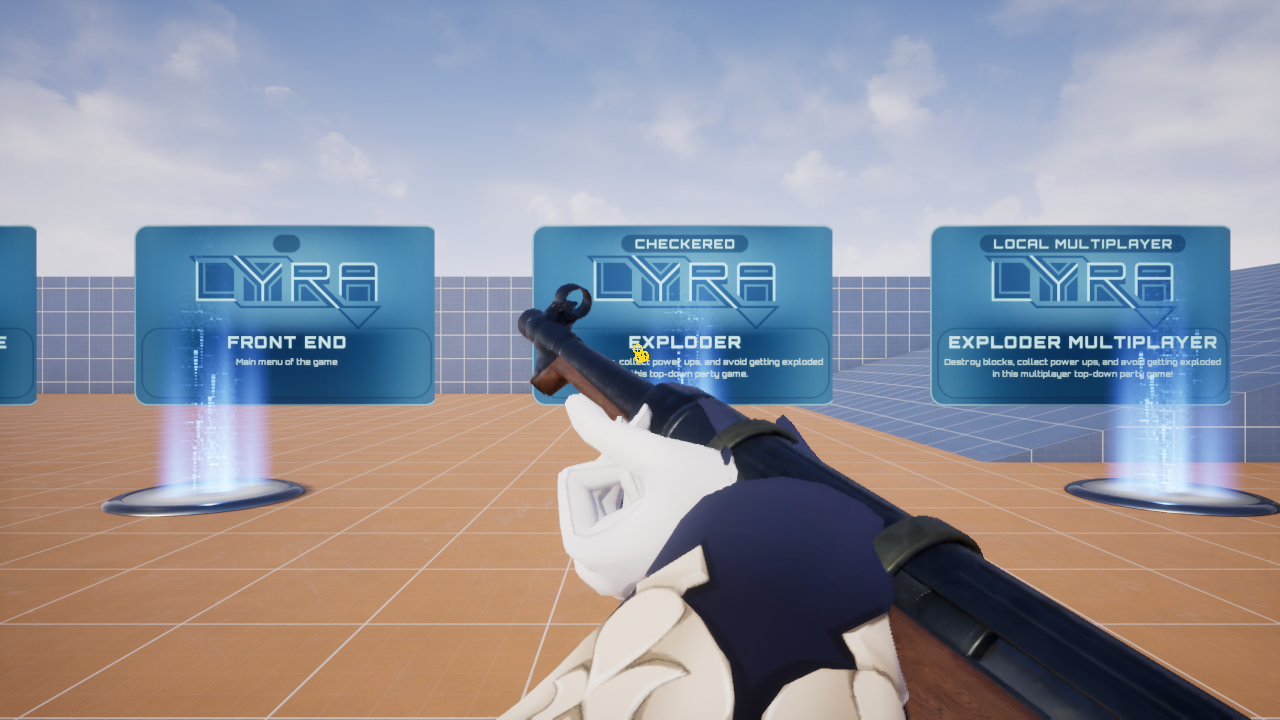 E
LYRA
FRONT END
Main menu of the game
CHECKERED
LYRA
EXPLODER
power ups, and avoid getting exploded
this top-down party game.
LOCAL MULTIPLAYER
LYRA
EXPLODER MULTIPLAYER
Destroy blocks, collect power ups, and avoid getting exploded
in this multiplayer top-down party game!